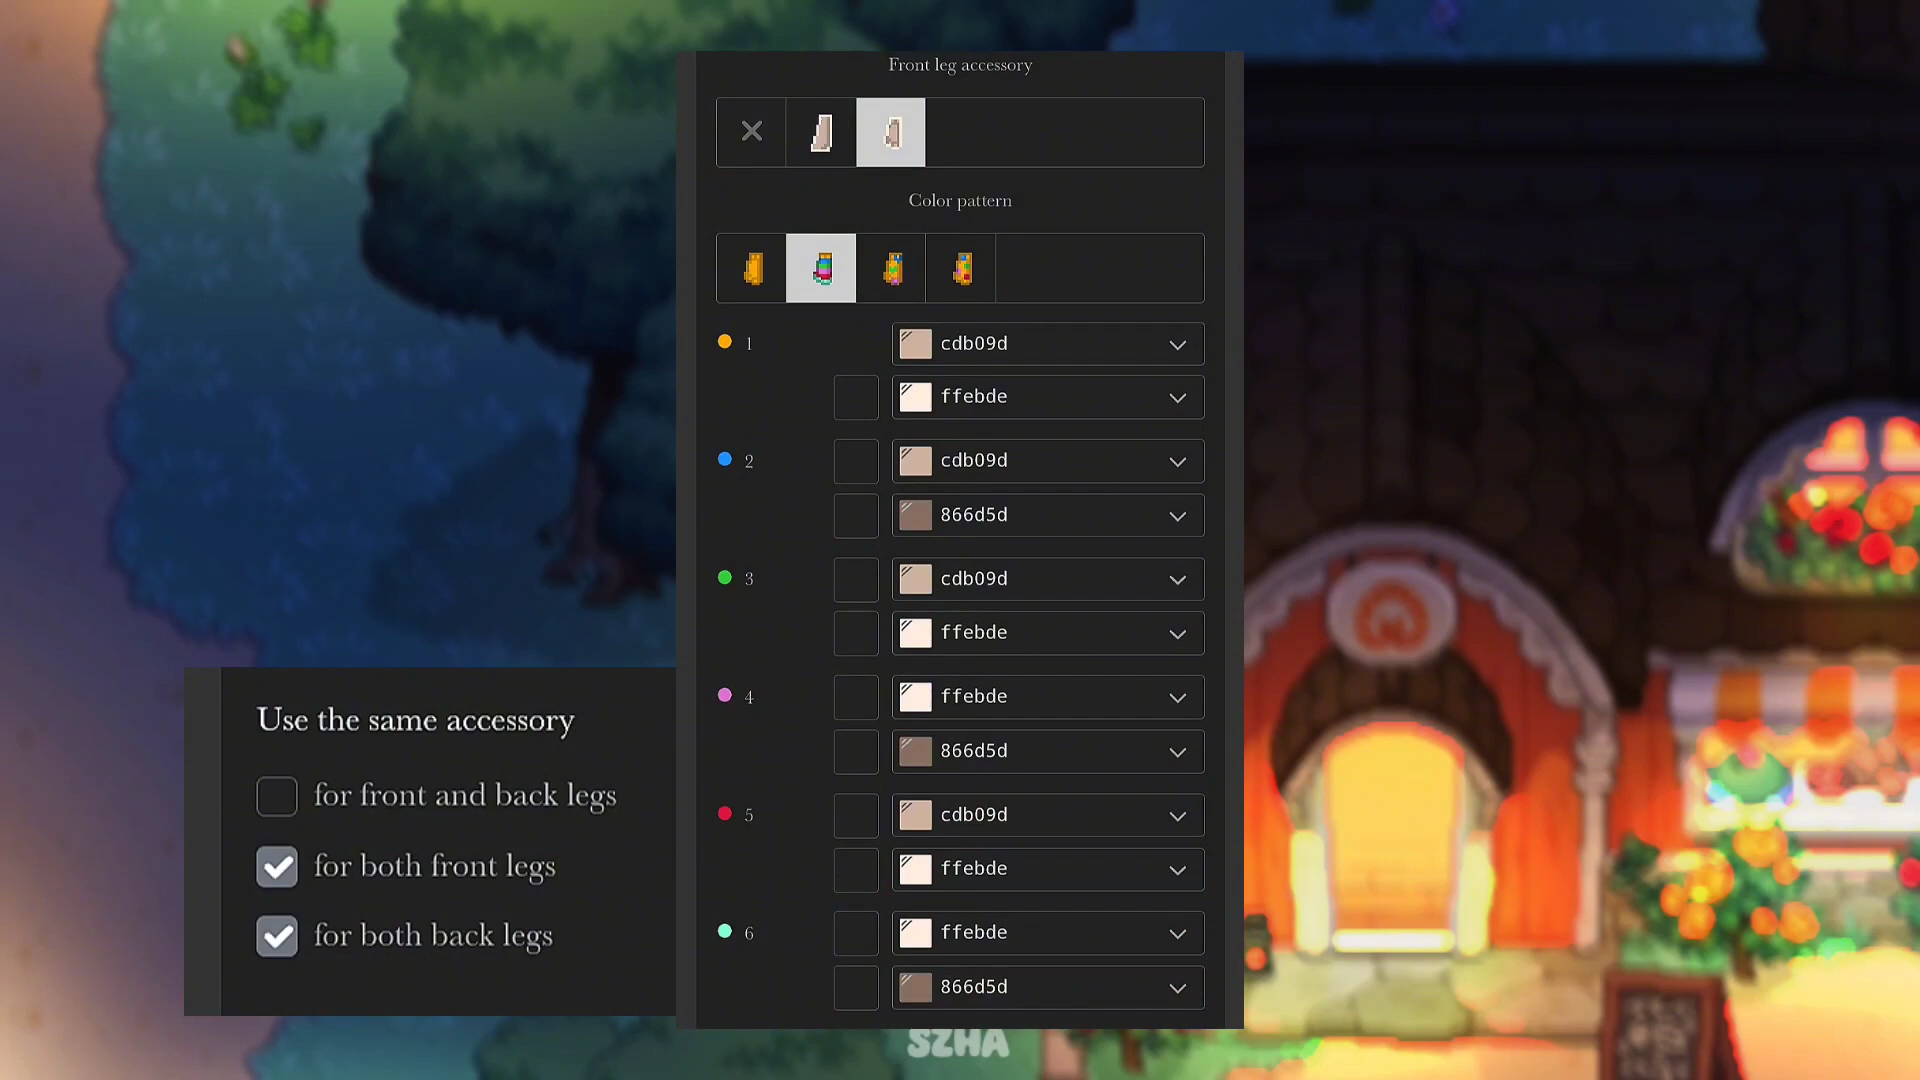 Front leg accessory
Color pattern
1 cdb09d
ffebde
2 cdb09d
866d5d
3 cdb09d
ffebde
4 ffebde
866d5d
5 cdb09d
ffebde
6 ffebde
866d5d
Use the same accessory
for front and back legs
for both front legs
for both back legs
SZHA